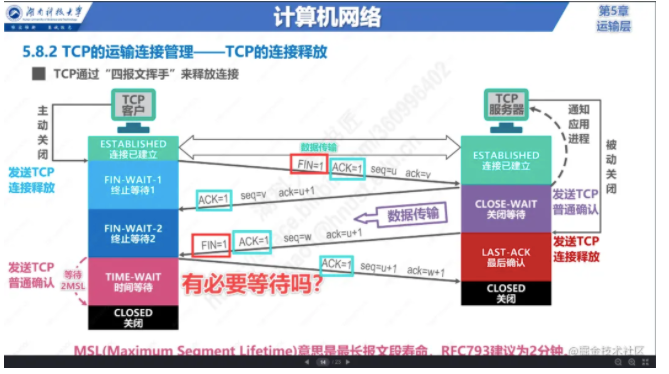 湖南科技大学
计算机网络
第5章
运输层
5.8.2 TCP的运输连接管理——TCP的连接释放
TCP通过“四报文挥手”来释放连接
主动关闭
TCP
客户
TCP
服务器
通知
应用
进程
被动关闭
ESTABLISHED
连接已建立
数据传输
ESTABLISHED
连接已建立
发送TCP
连接释放
FIN=1 ACK=1 seq=u ack=v
FIN-WAIT-1
终止等待1
ACK=1 seq=v ack=u+1
CLOSE-WAIT
关闭等待
发送TCP
普通确认
数据传输
FIN-WAIT-2
终止等待2
FIN=1 ACK=1 seq=w ack=u+1
发送TCP
连接释放
LAST-ACK
最后确认
发送TCP
普通确认
等待
2MSL
TIME-WAIT
时间等待
ACK=1 seq=u+1 ack=w+1
有必要等待吗?
CLOSED
关闭
CLOSED
关闭
MSL(Maximum Segment Lifetime)意思是最长报文段寿命，RFC793建议为2分钟。
@掘金技术社区